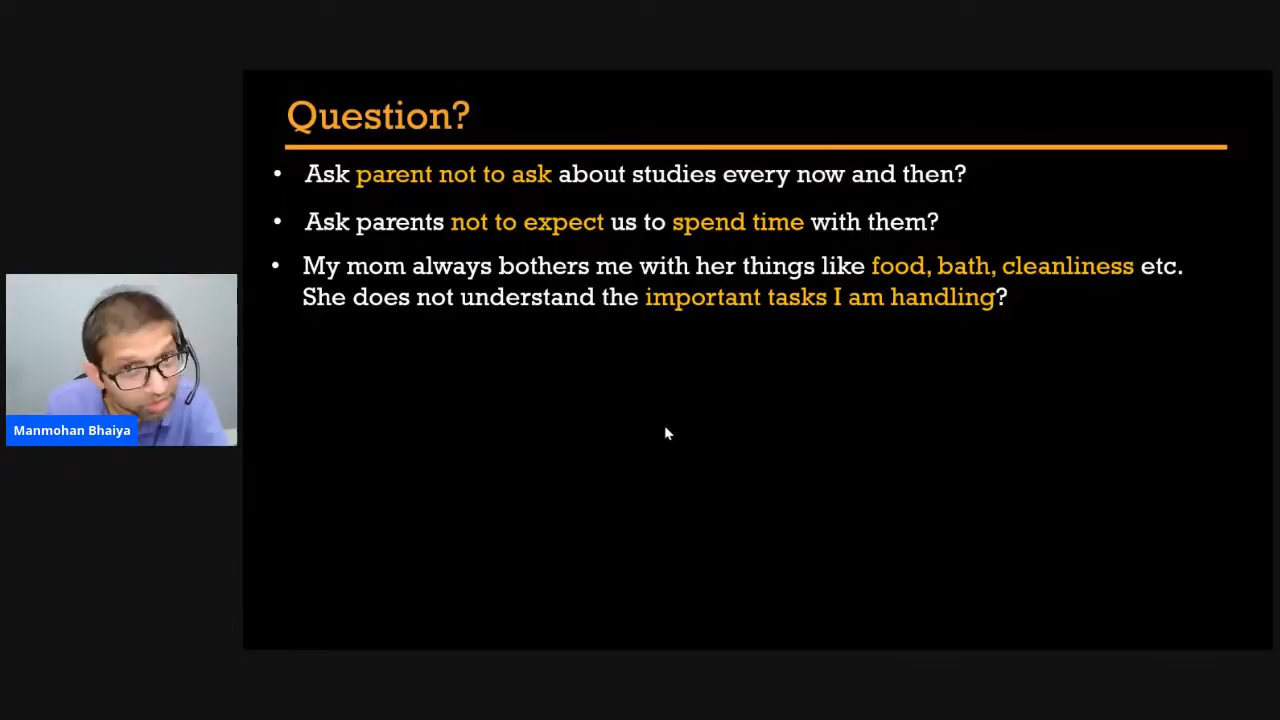 Question?
• Ask parent not to ask about studies every now and then?
• Ask parents not to expect us to spend time with them?
• My mom always bothers me with her things like food, bath, cleanliness etc.
She does not understand the important tasks I am handling?
Manmohan Bhaiya